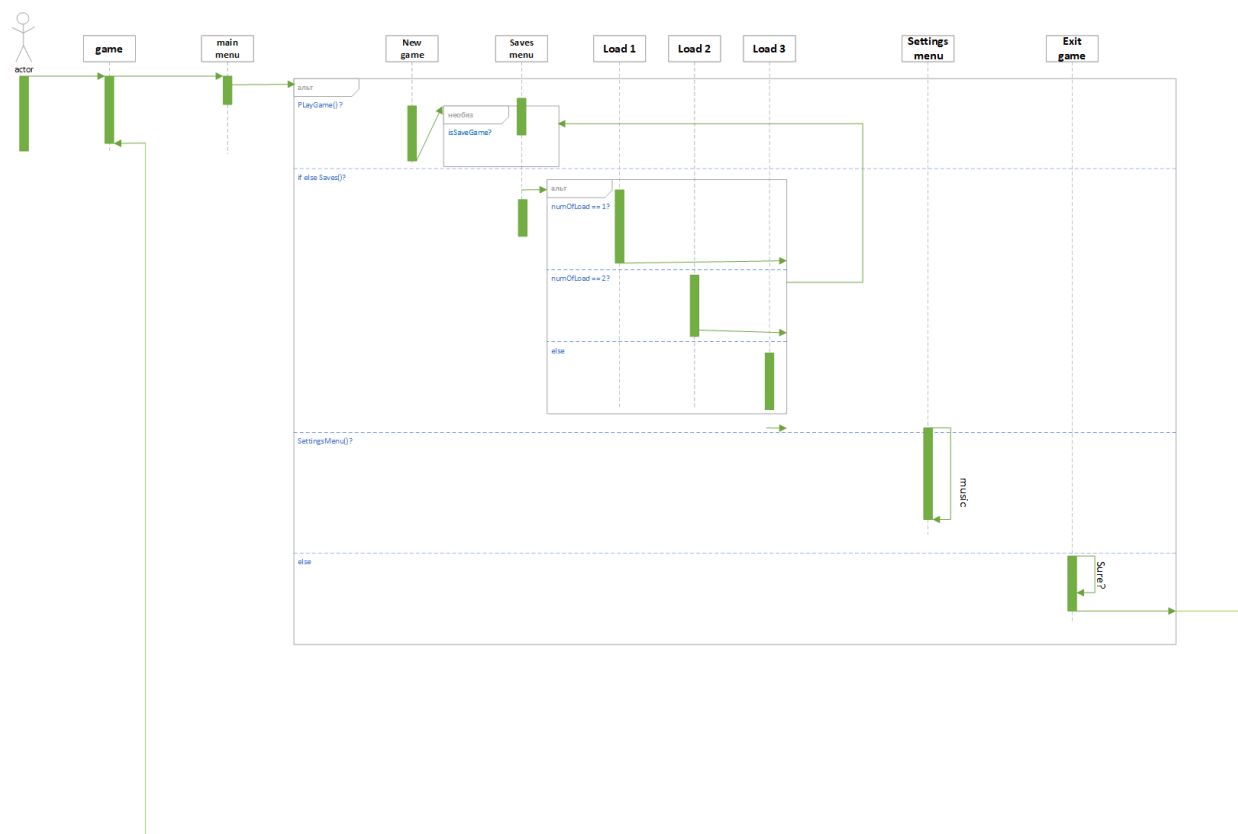 actor
game
main
menu
New
game
Saves
menu
Load 1
Load 2
Load 3
Settings
menu
Exit
game
альт
PLayGame() ?
необяз
isSaveGame?
if else Saves()?
альт
numOfLoad == 1?
numOfLoad == 2?
else
SettingsMenu()?
music
else
Sure?